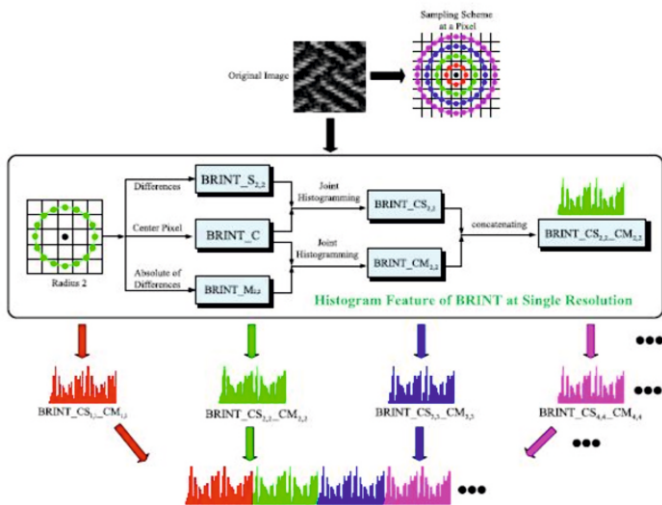 Sampling Scheme
at a Pixel
Original Image
Differences
BRINT_S2,2
Joint
Histogramming
BRINT_CS2,2
Center Pixel
BRINT_C
concatenating
BRINT_CS2,2_CM2,2
Joint
Histogramming
BRINT_CM2,2
Radius 2
Absolute of
Differences
BRINT_M2,2
Histogram Feature of BRINT at Single Resolution
BRINT_CS1,1_CM1,1
BRINT_CS2,2_CM2,2
BRINT_CS3,3_CM3,3
BRINT_CS4,4_CM4,4